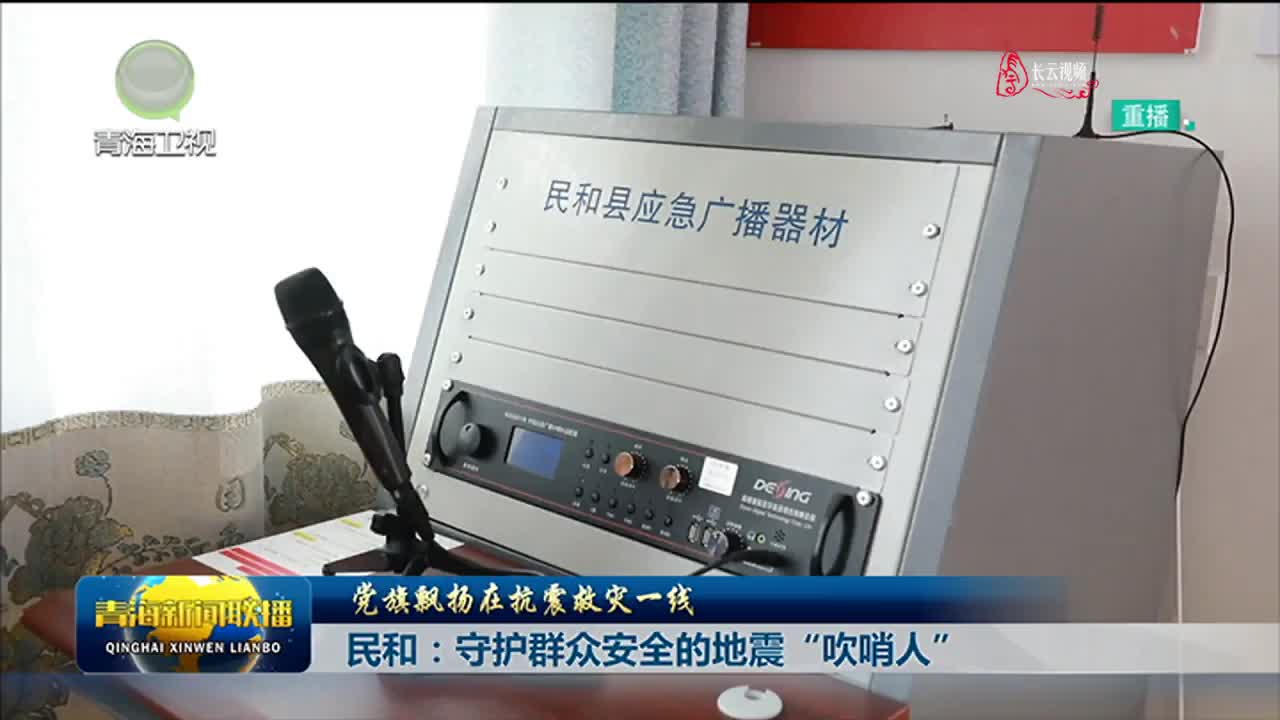 青海卫视
长云视频
重播
民和县应急广播器材
DEXING
党旗飘扬在抗震救灾一线
青海新闻联播
QINGHAI XINWEN LIANBO
民和：守护群众安全的地震“吹哨人”